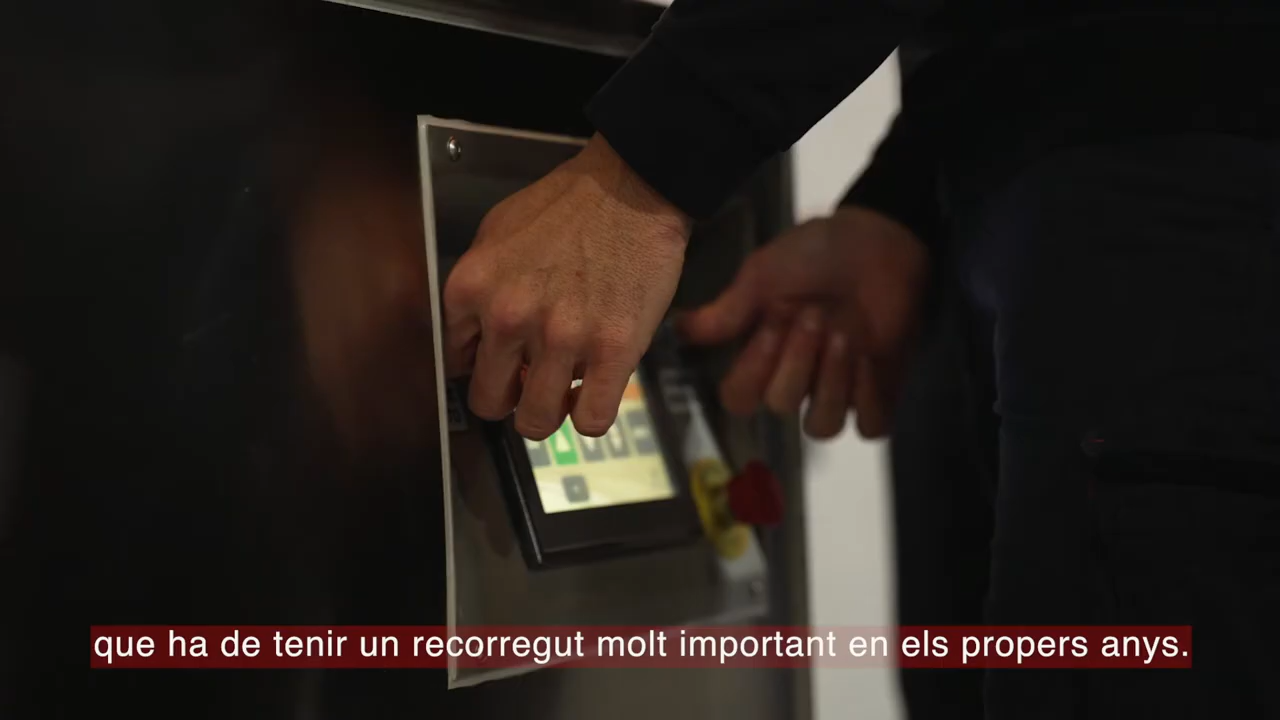 que ha de tenir un recorregut molt important en els propers anys.